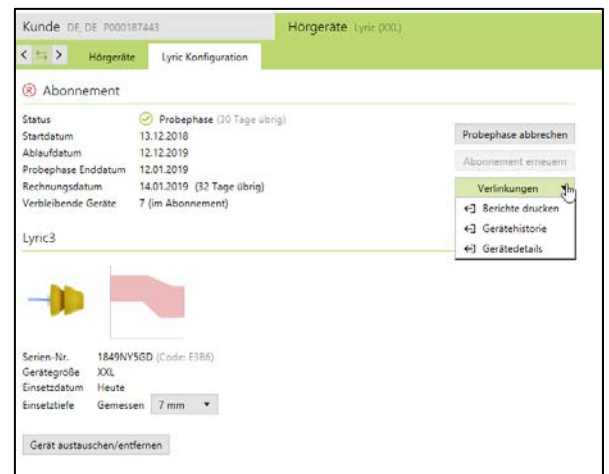 Kunde DE, DE P000187443
Hörgeräte Lyric (XXL)
Hörgeräte
Lyric Konfiguration
Abonnement
Status Probephase (30 Tage übrig)
Startdatum 13.12.2018
Ablaufdatum 12.12.2019
Probephase Enddatum 12.01.2019
Rechnungsdatum 14.01.2019 (32 Tage übrig)
Verbleibende Geräte 7 (im Abonnement)
Probephase abbrechen
Abonnement erneuern
Verlinkungen
Berichte drucken
Gerätehistorie
Gerätedetails
Lyric3
Serien-Nr. 1849NY5GD (Code: E3B6)
Gerätegröße XXL
Einsetzdatum Heute
Einsetztiefe Gemessen 7 mm
Gerät austauschen/entfernen